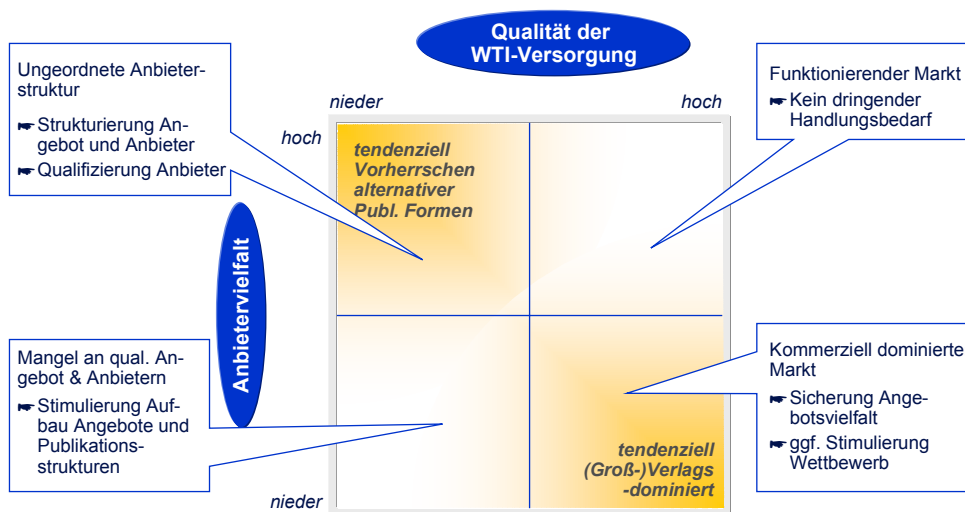 Qualität der
WTI-Versorgung
Ungeordnete Anbieter-
struktur
☛ Strukturierung An-
gebot und Anbieter
☛ Qualifizierung Anbieter
Funktionierender Markt
☛ Kein dringender
Handlungsbedarf
nieder
hoch
hoch
tendenziell
Vorherrschen
alternativer
Publ. Formen
Anbietervielfalt
Mangel an qual. An-
gebot & Anbietern
☛ Stimulierung Auf-
bau Angebote und
Publikations-
strukturen
Kommerziell dominierte
Markt
☛ Sicherung Ange-
botsvielfalt
☛ ggf. Stimulierung
Wettbewerb
tendenziell
(Groß-)Verlags
-dominiert
nieder